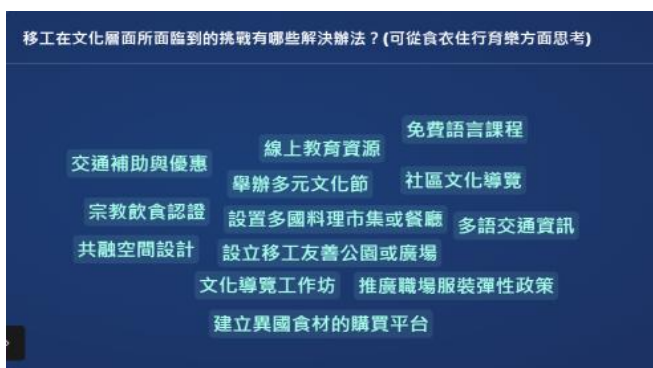 移工在文化層面所面臨到的挑戰有哪些解決辦法？(可從食衣住行育樂方面思考)
免費語言課程
線上教育資源
交通補助與優惠
舉辦多元文化節
社區文化導覽
宗教飲食認證
設置多國料理市集或餐廳
多語交通資訊
共融空間設計
設立移工友善公園或廣場
文化導覽工作坊
推廣職場服裝彈性政策
建立異國食材的購買平台